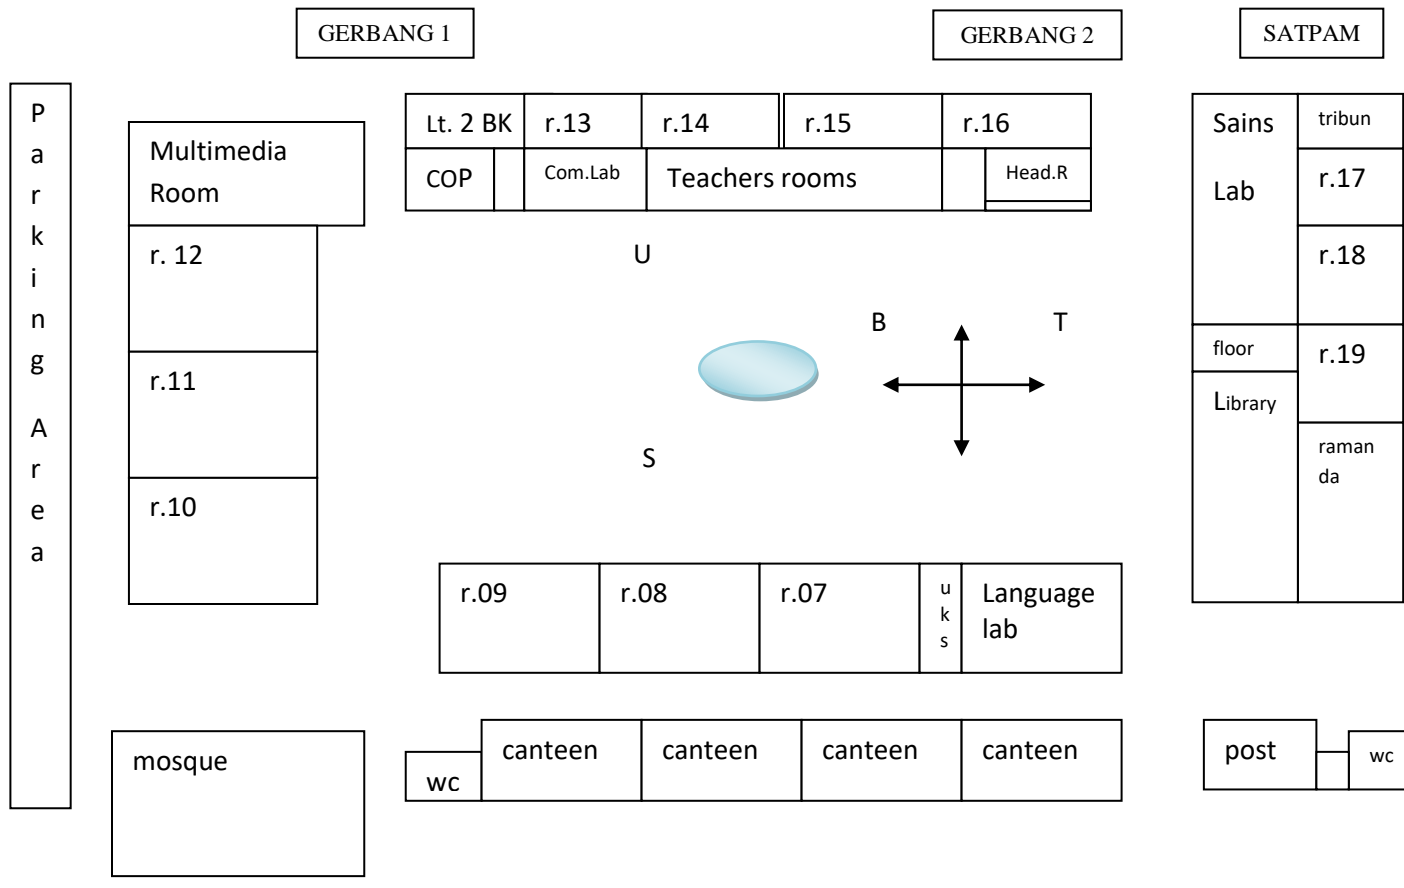 GERBANG 1
GERBANG 2
SATPAM
Parking Area
Multimedia
Room
r. 12
r.11
r.10
Lt. 2 BK
r.13
r.14
r.15
r.16
COP
Com.Lab
Teachers rooms
Head.R
U
B
T
S
Sains
Lab
tribun
r.17
r.18
floor
r.19
Library
raman
da
r.09
r.08
r.07
u
k
s
Language
lab
mosque
wc
canteen
canteen
canteen
canteen
post
wc